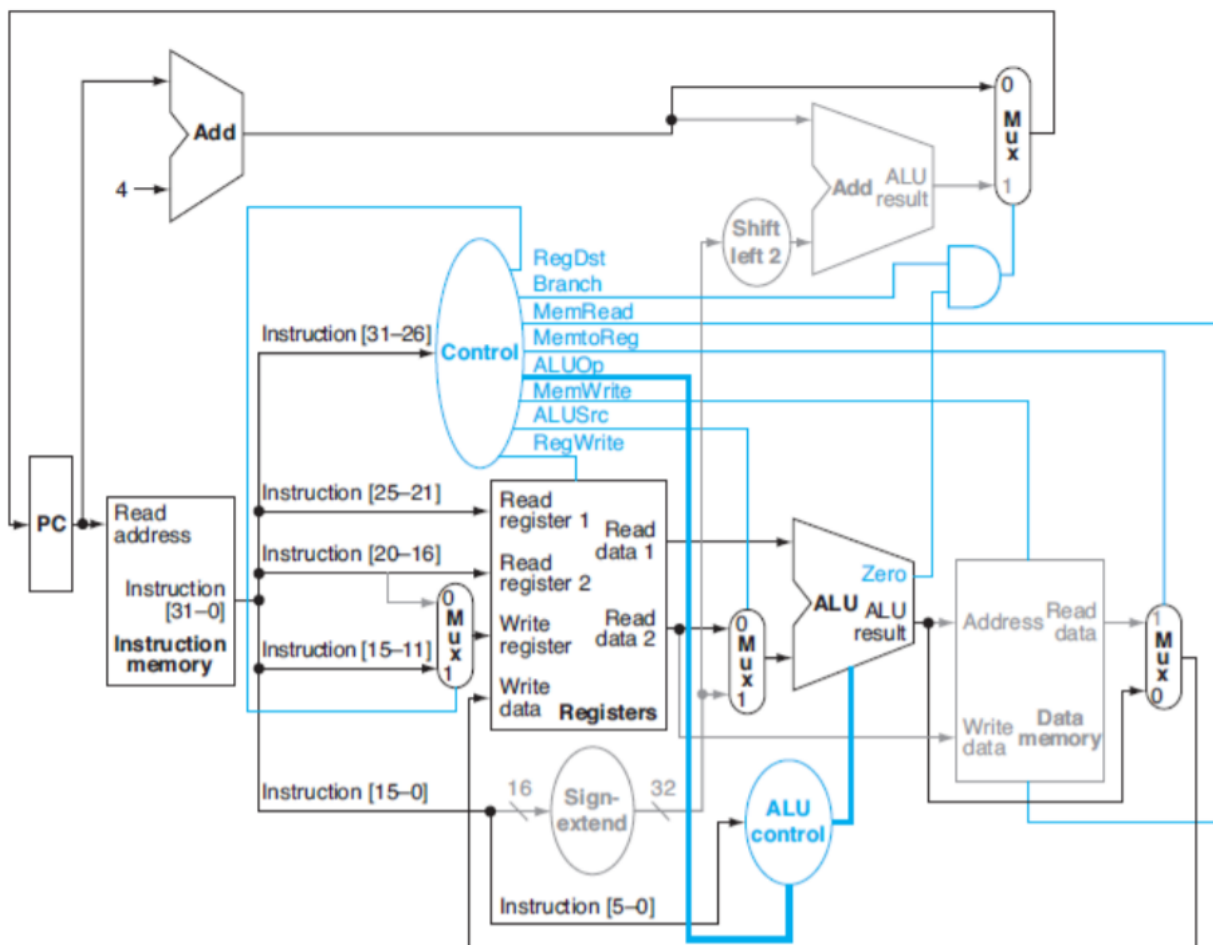 0
M
u
x
1
Add
4
Add
ALU
result
Shift
left 2
RegDst
Branch
MemRead
MemtoReg
ALUOp
MemWrite
ALUSrc
RegWrite
Control
Instruction [31–26]
Instruction [25–21]
Instruction [20–16]
Instruction [15–11]
Instruction [15–0]
Instruction [5–0]
PC
Read
address
Instruction
[31–0]
Instruction
memory
0
M
u
x
1
Read
register 1
Read
register 2
Write
register
Write
data
Read
data 1
Read
data 2
Registers
0
M
u
x
1
Zero
ALU
ALU
result
Address
Read
data
Write
data
Data
memory
1
M
u
x
0
16
Sign-
extend
32
ALU
control